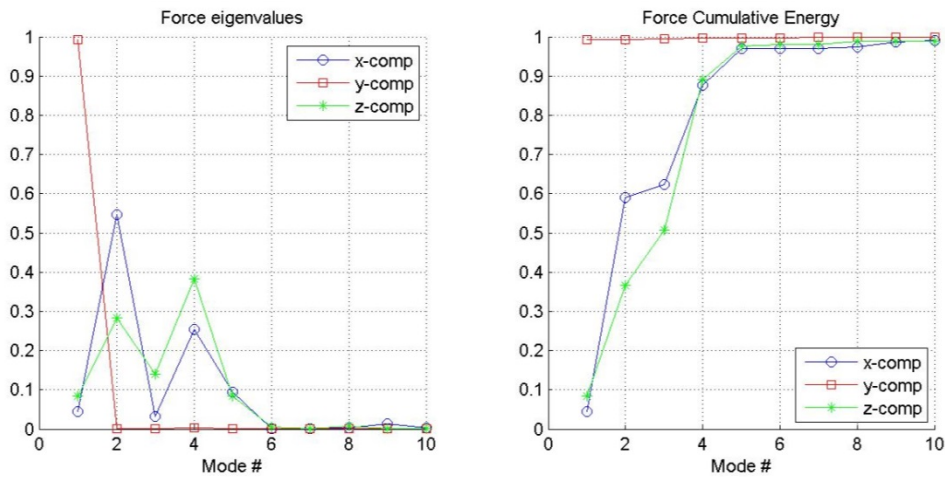 Force eigenvalues
1
0.9
0.8
0.7
0.6
0.5
0.4
0.3
0.2
0.1
0
0 2 4 6 8 10
Mode #
x-comp
y-comp
z-comp
Force Cumulative Energy
1
0.9
0.8
0.7
0.6
0.5
0.4
0.3
0.2
0.1
0
0 2 4 6 8 10
Mode #
x-comp
y-comp
z-comp